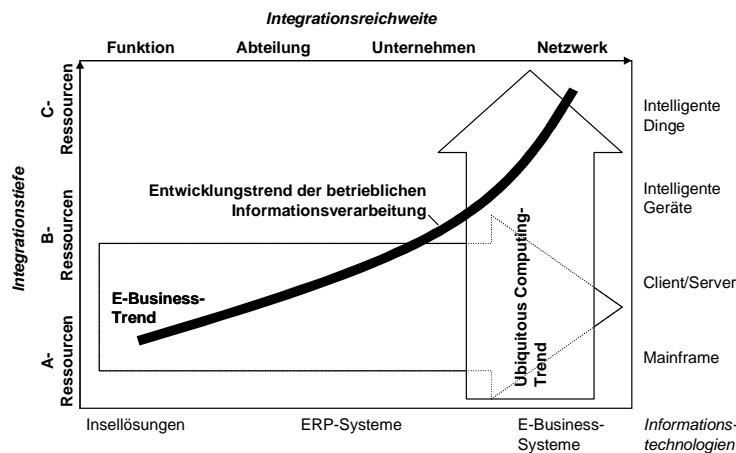 Integrationsreichweite
Funktion Abteilung Unternehmen Netzwerk
Integrationstiefe
C-
Ressourcen
B-
Ressourcen
A-
Ressourcen
Entwicklungstrend der betrieblichen
Informationsverarbeitung
E-Business-
Trend
Ubiquitous Computing-
Trend
Intelligente
Dinge
Intelligente
Geräte
Client/Server
Mainframe
Insellösungen ERP-Systeme E-Business-
Systeme
Informations-
technologien